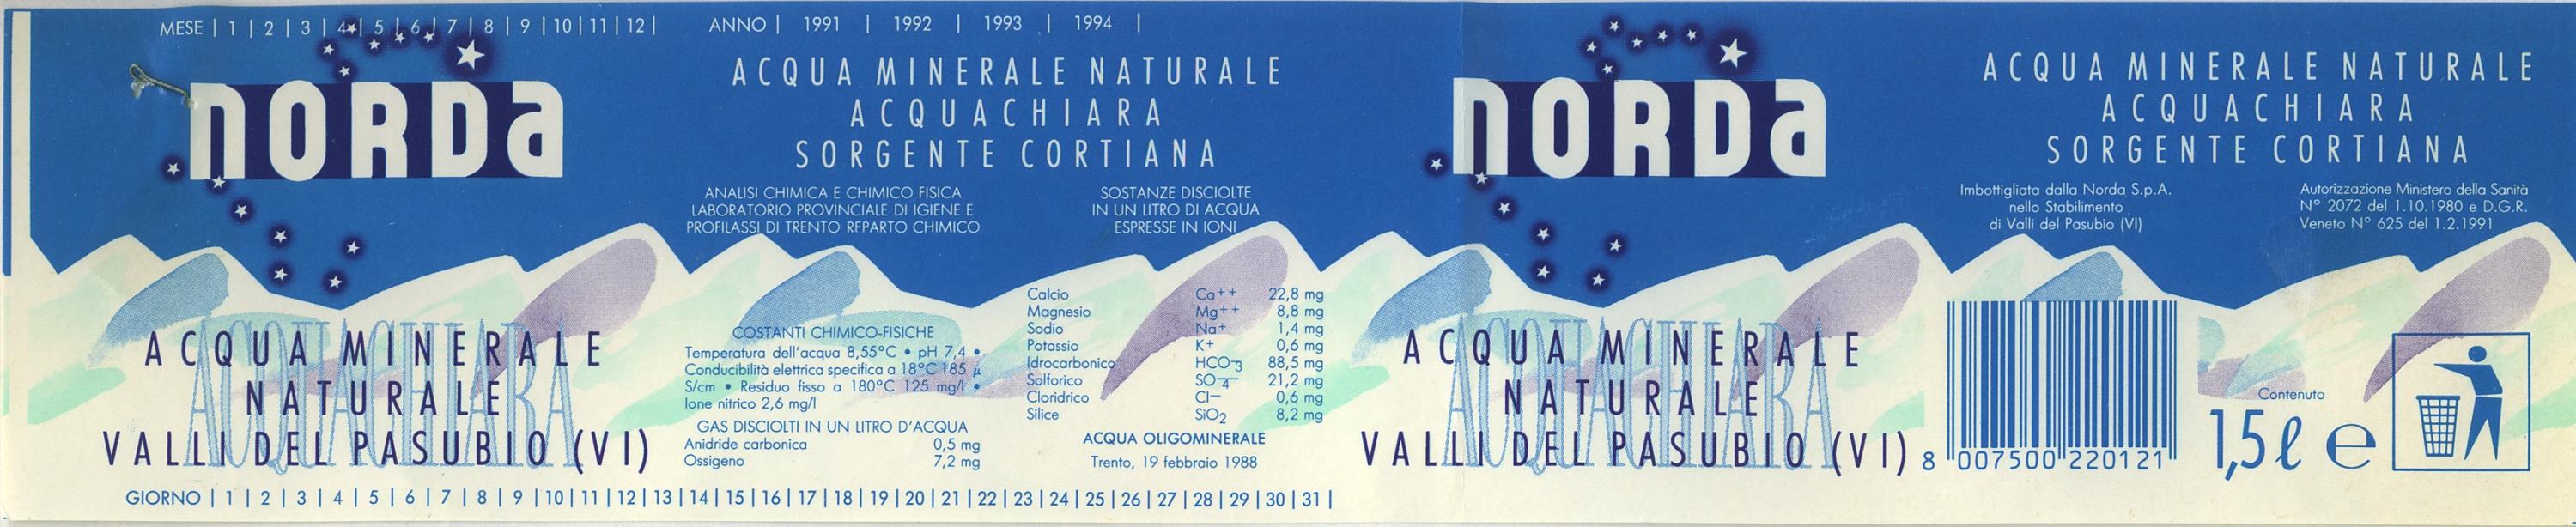 MESE | 1 | 2 | 3 | 4 | 5 | 6 | 7 | 8 | 9 | 10 | 11 | 12 |
ANNO | 1991 | 1992 | 1993 | 1994 |
NORDa
ACQUA MINERALE NATURALE
ACQUACHIARA
SORGENTE CORTIANA
ANALISI CHIMICA E CHIMICO FISICA
LABORATORIO PROVINCIALE DI IGIENE E
PROFILASSI DI TRENTO REPARTO CHIMICO
SOSTANZE DISCIOLTE
IN UN LITRO DI ACQUA
ESPRESSE IN IONI
ACQUACHIARA
ACQUA MINERALE
NATURALE
VALLI DEL PASUBIO (VI)
COSTANTI CHIMICO-FISICHE
Temperatura dell'acqua 8,55°C • pH 7,4 •
Conducibilità elettrica specifica a 18°C 185 µ
S/cm • Residuo fisso a 180°C 125 mg/l •
Ione nitrico 2,6 mg/l
GAS DISCIOLTI IN UN LITRO D'ACQUA
Anidride carbonica 0,5 mg
Ossigeno 7,2 mg
Calcio Ca++ 22,8 mg
Magnesio Mg++ 8,8 mg
Sodio Na+ 1,4 mg
Potassio K+ 0,6 mg
Idrocarbonico HCO-3 88,5 mg
Solforico SO-4 21,2 mg
Cloridrico Cl- 0,6 mg
Silice SiO2 8,2 mg
ACQUA OLIGOMINERALE
Trento, 19 febbraio 1988
GIORNO | 1 | 2 | 3 | 4 | 5 | 6 | 7 | 8 | 9 | 10 | 11 | 12 | 13 | 14 | 15 | 16 | 17 | 18 | 19 | 20 | 21 | 22 | 23 | 24 | 25 | 26 | 27 | 28 | 29 | 30 | 31 |
NORDa
ACQUA MINERALE NATURALE
ACQUACHIARA
SORGENTE CORTIANA
Imbottigliata dalla Norda S.p.A.
nello Stabilimento
di Valli del Pasubio (VI)
Autorizzazione Ministero della Sanità
N° 2072 del 1.10.1980 e D.G.R.
Veneto N° 625 del 1.2.1991
ACQUACHIARA
ACQUA MINERALE
NATURALE
VALLI DEL PASUBIO (VI)
8 007500 220121
Contenuto
1,5 ℓ e